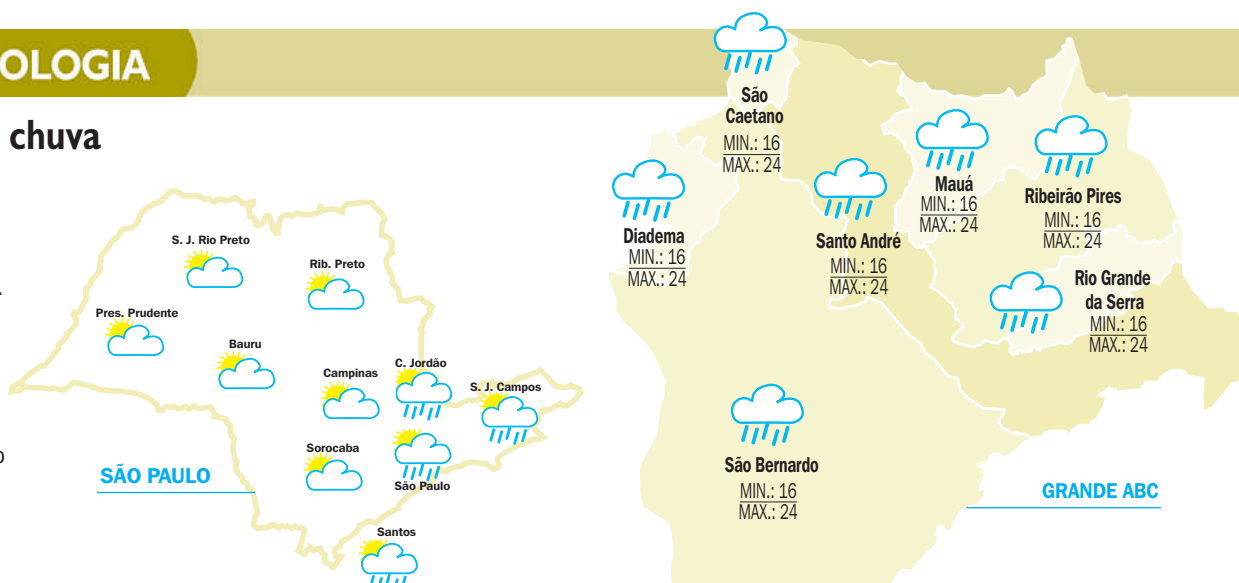 OLOGIA
chuva
S. J. Rio Preto
Rib. Preto
Pres. Prudente
Bauru
Campinas
C. Jordão
S. J. Campos
Sorocaba
São Paulo
Santos
SÃO PAULO
São
Caetano
MIN.: 16
MAX.: 24
Diadema
MIN.: 16
MAX.: 24
Santo André
MIN.: 16
MAX.: 24
Mauá
MIN.: 16
MAX.: 24
Ribeirão Pires
MIN.: 16
MAX.: 24
Rio Grande
da Serra
MIN.: 16
MAX.: 24
São Bernardo
MIN.: 16
MAX.: 24
GRANDE ABC